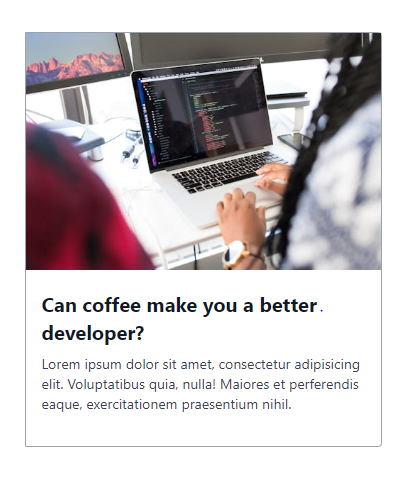 Can coffee make you a better .
developer?
Lorem ipsum dolor sit amet, consectetur adipisicing
elit. Voluptatibus quia, nulla! Maiores et perferendis
eaque, exercitationem praesentium nihil.